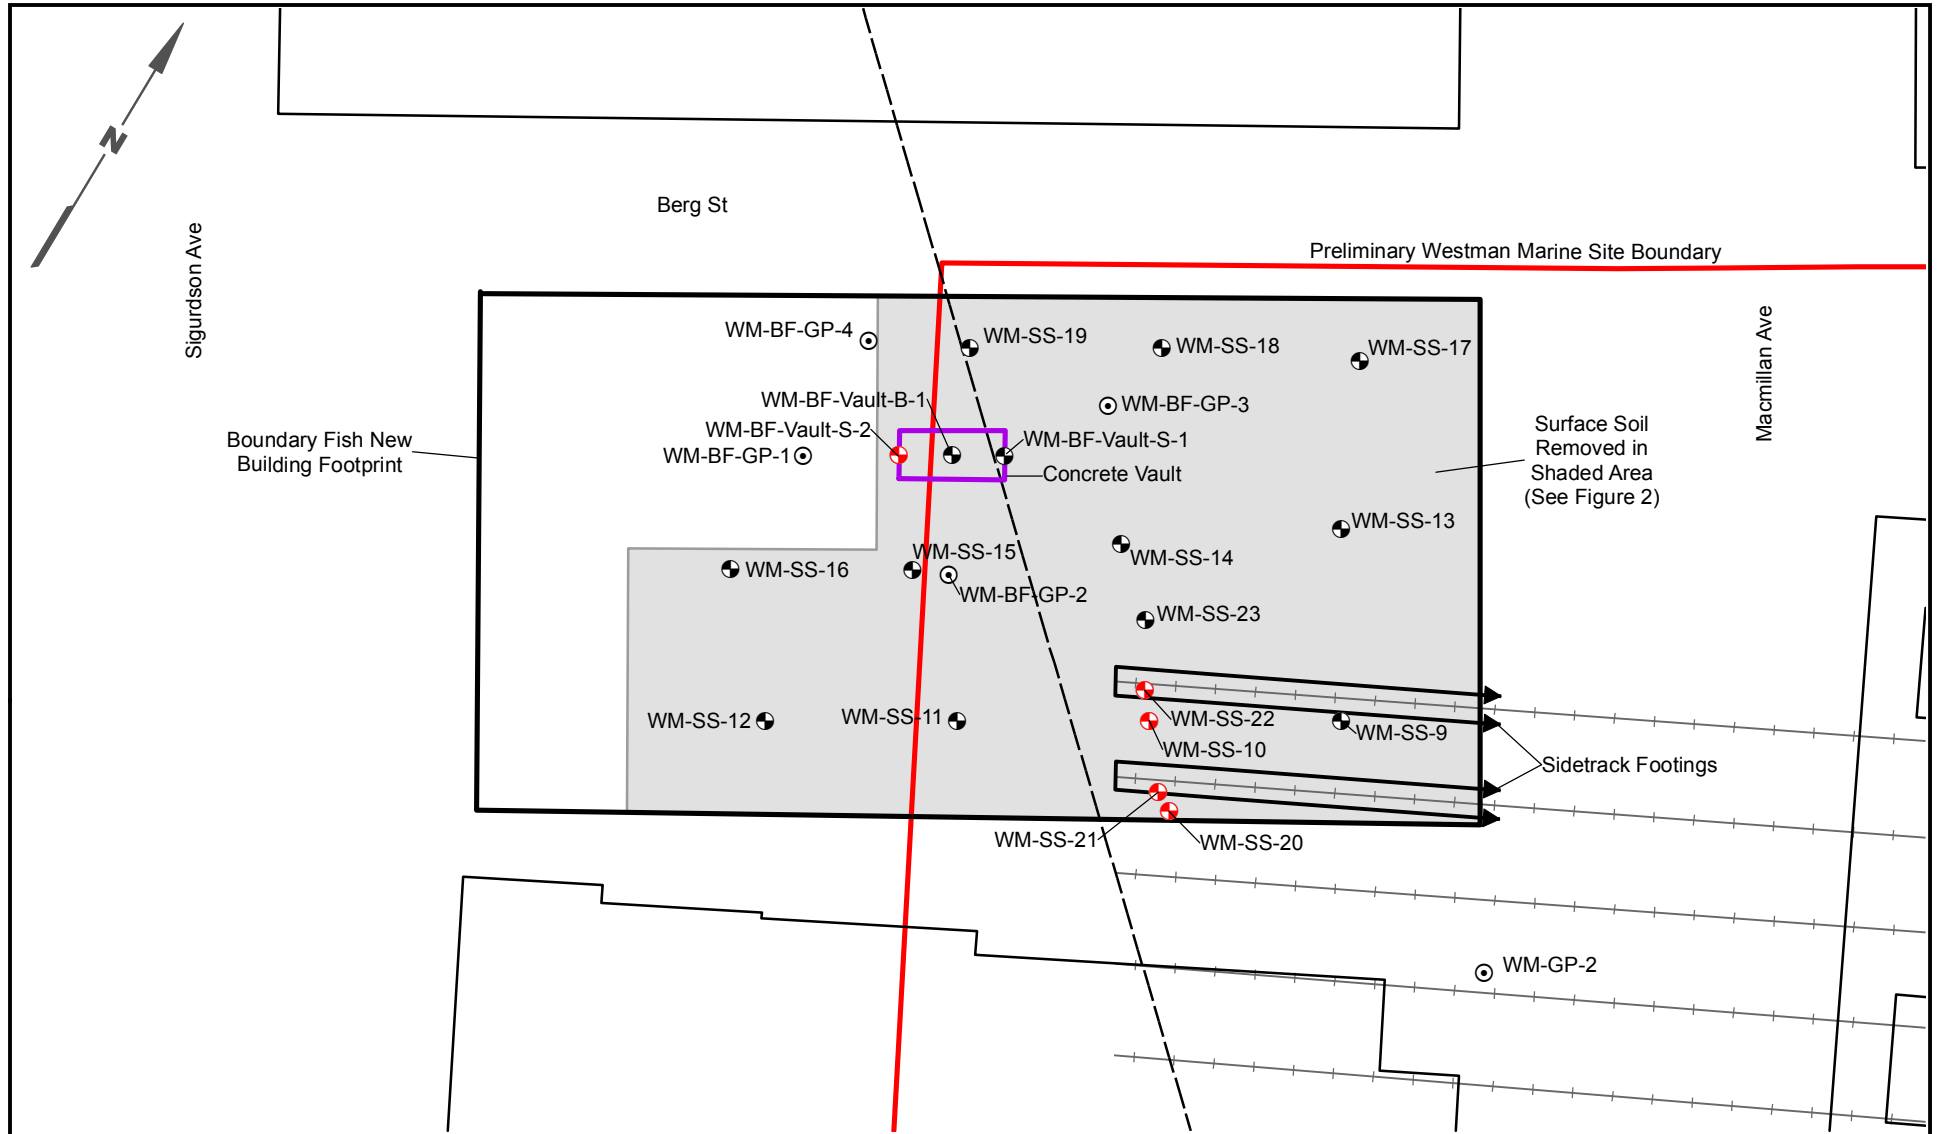 N
Sigurdson Ave
Berg St
Preliminary Westman Marine Site Boundary
Macmillan Ave
WM-BF-GP-4
WM-SS-19
WM-SS-18
WM-SS-17
WM-BF-Vault-B-1
WM-BF-GP-3
WM-BF-Vault-S-2
WM-BF-Vault-S-1
WM-BF-GP-1
Concrete Vault
Boundary Fish New
Building Footprint
Surface Soil
Removed in
Shaded Area
(See Figure 2)
WM-SS-13
WM-SS-15
WM-SS-14
WM-SS-16
WM-BF-GP-2
WM-SS-23
WM-SS-12
WM-SS-11
WM-SS-22
WM-SS-9
WM-SS-10
Sidetrack Footings
WM-SS-21
WM-SS-20
WM-GP-2